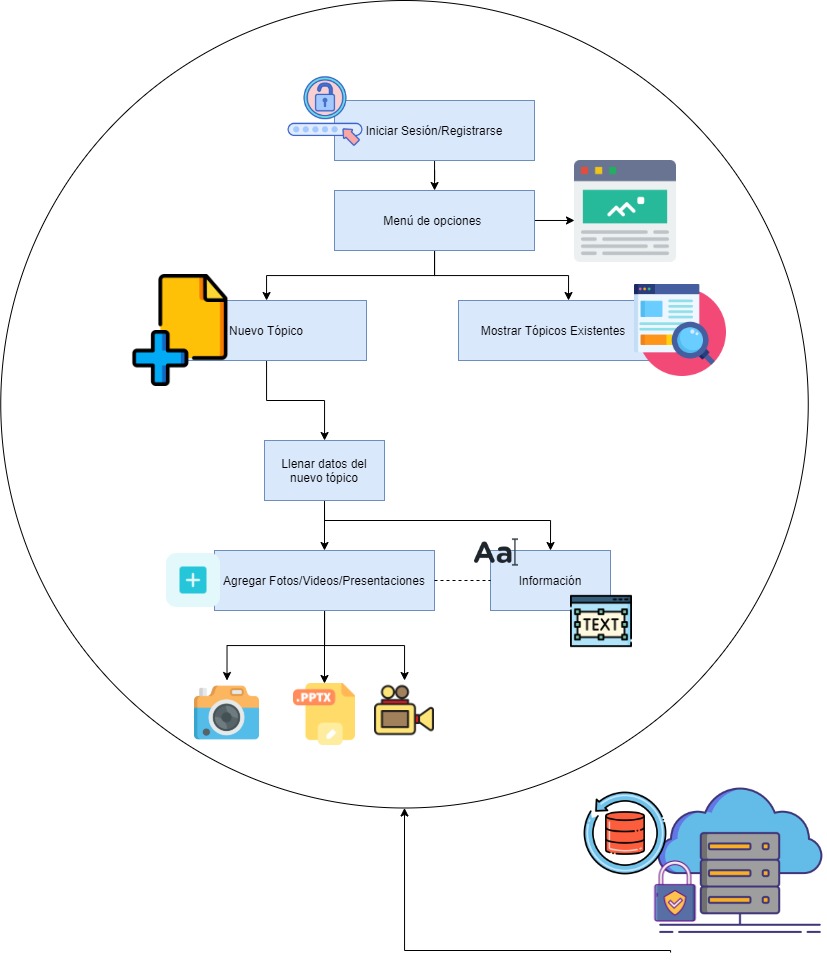 Iniciar Sesión/Registrarse
Menú de opciones
Nuevo Tópico
Mostrar Tópicos Existentes
Llenar datos del
nuevo tópico
Aa
Agregar Fotos/Videos/Presentaciones
Información
TEXT
.PPTX